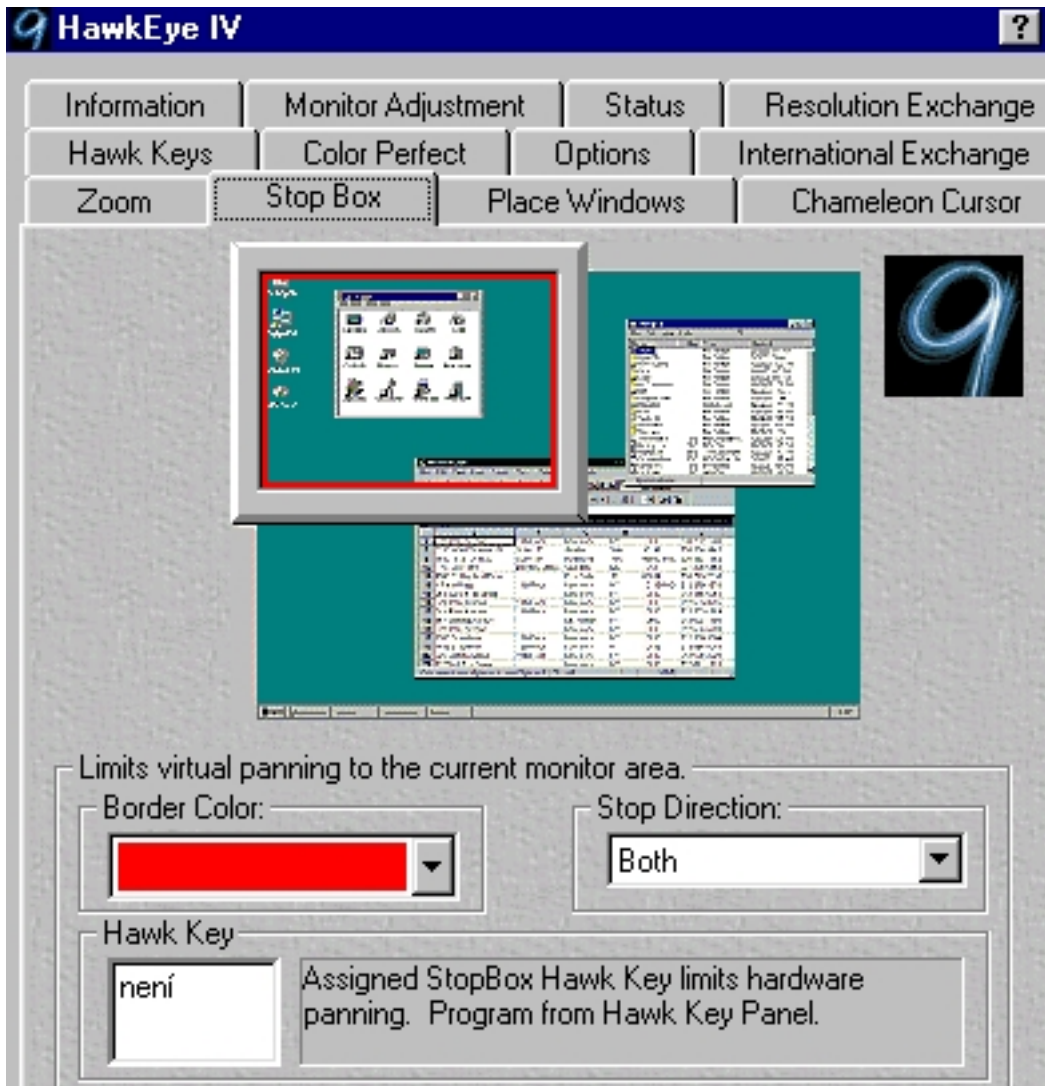 HawkEye IV ?
Information Monitor Adjustment Status Resolution Exchange
Hawk Keys Color Perfect Options International Exchange
Zoom Stop Box Place Windows Chameleon Cursor
Limits virtual panning to the current monitor area.
Border Color: Stop Direction:
Both
Hawk Key
není
Assigned StopBox Hawk Key limits hardware
panning. Program from Hawk Key Panel.